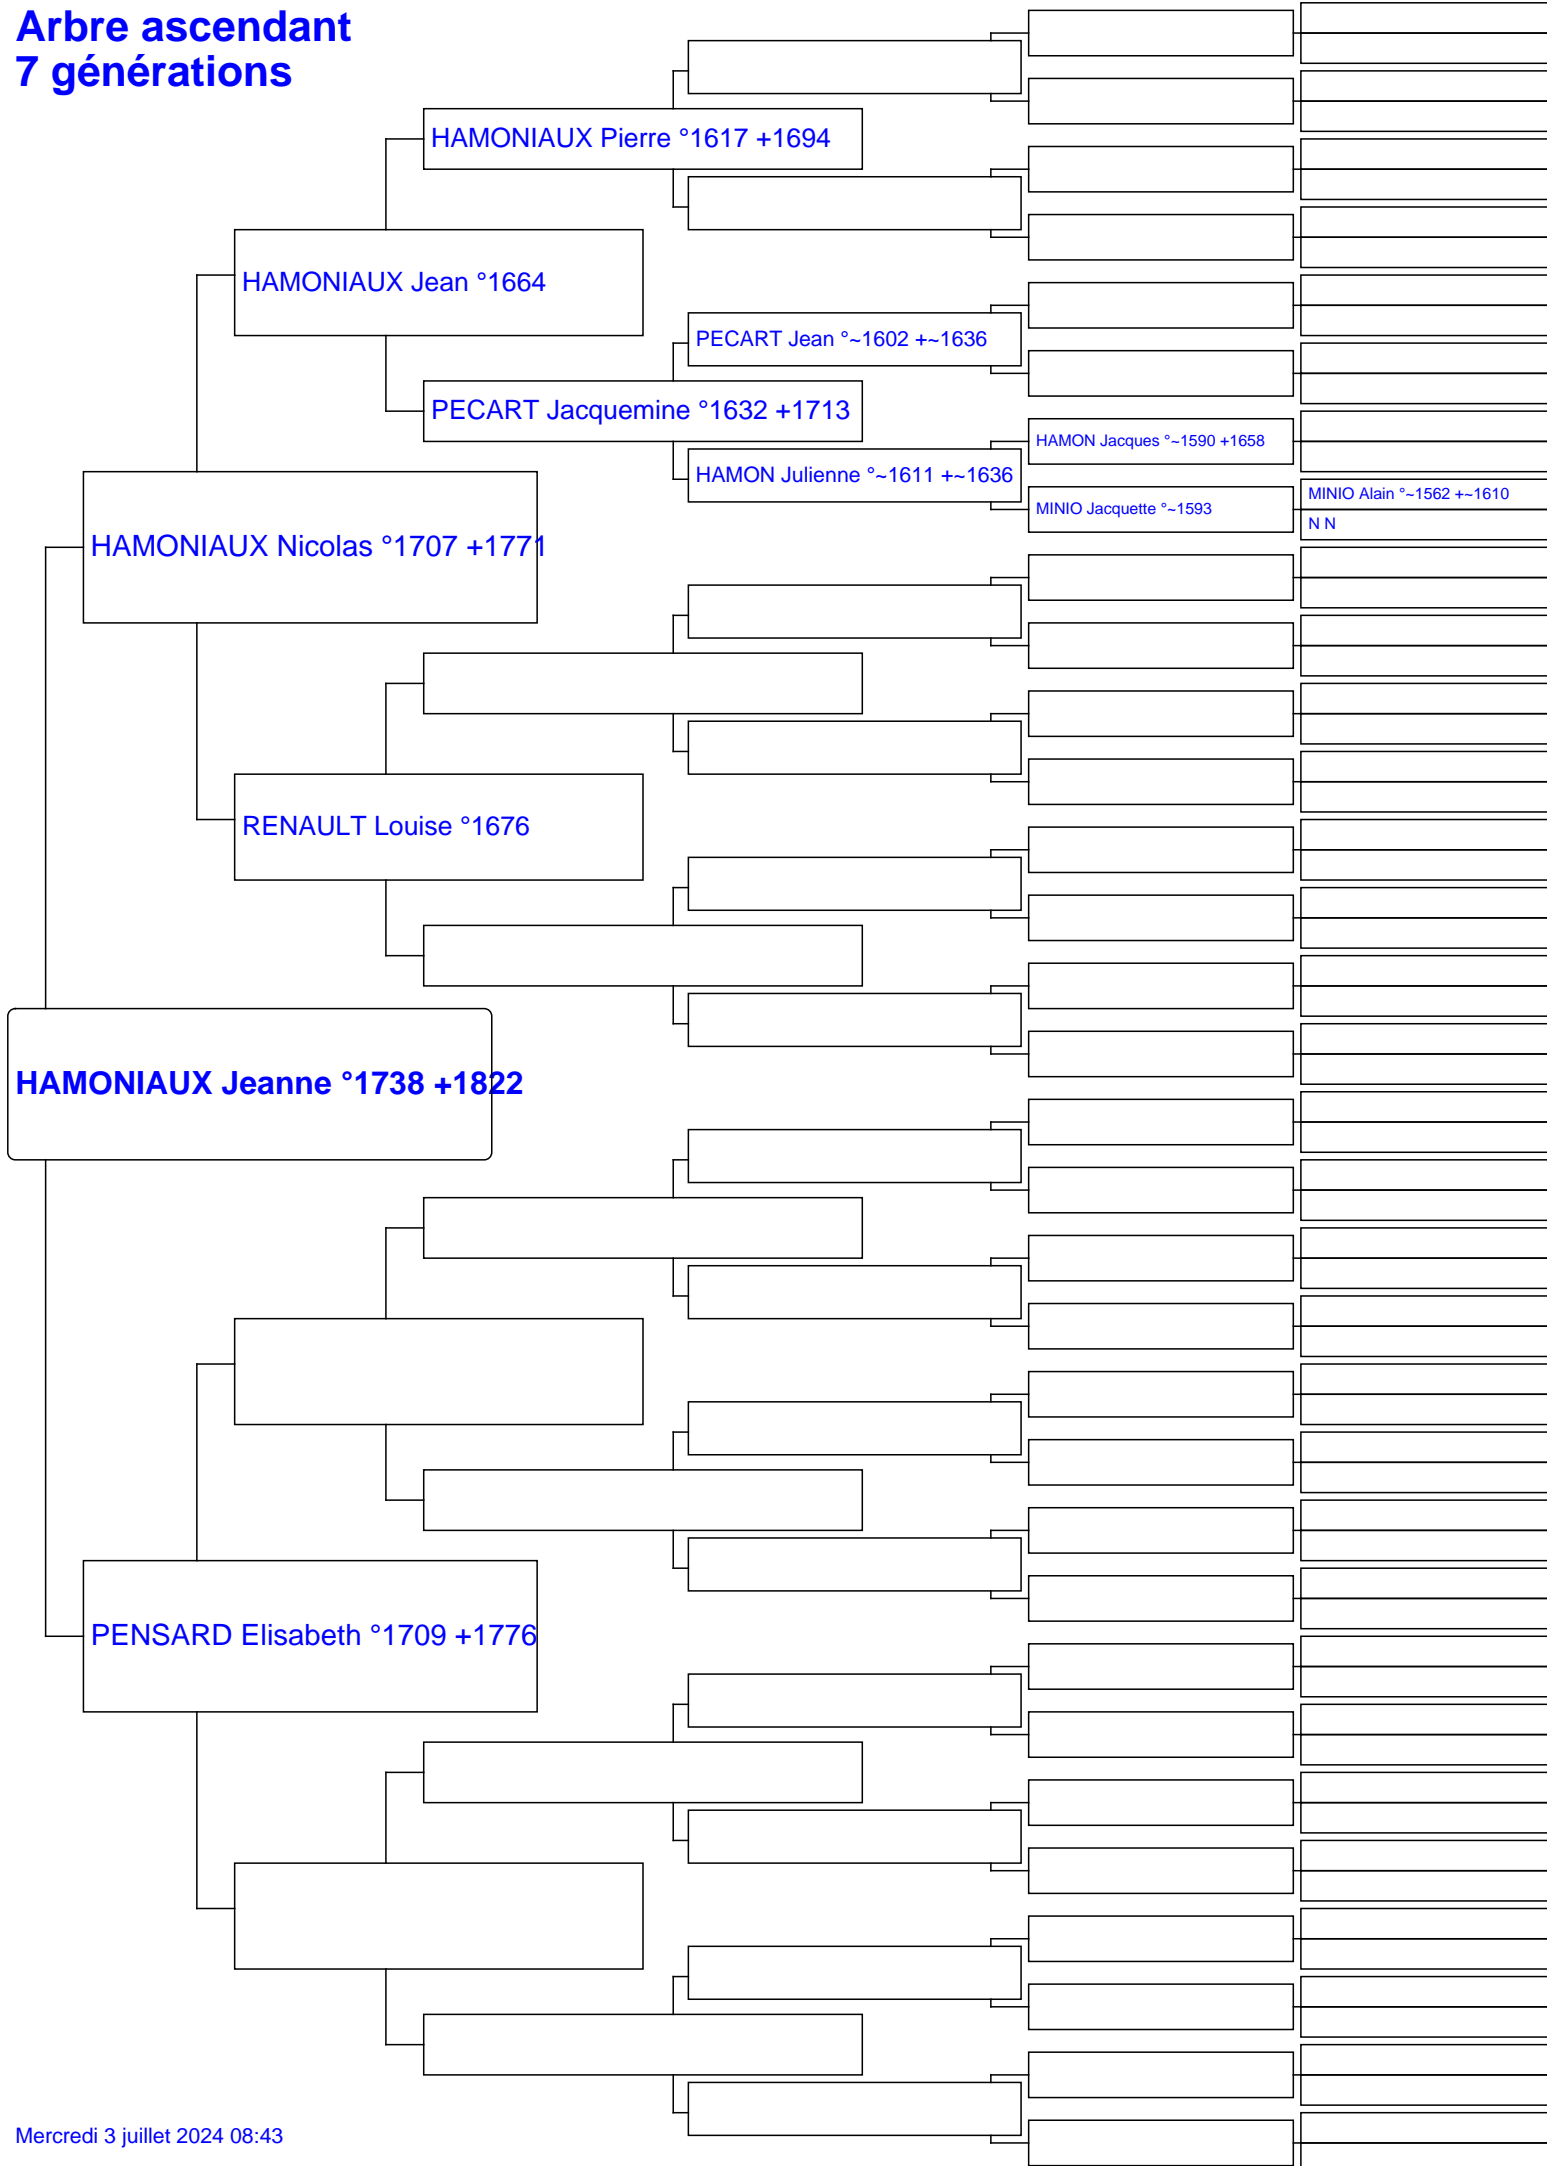 Arbre ascendant
7 générations
HAMONIAUX Pierre °1617 +1694
HAMONIAUX Jean °1664
PECART Jean °~1602 +~1636
PECART Jacquemine °1632 +1713
HAMON Jacques °~1590 +1658
HAMON Julienne °~1611 +~1636
MINIO Alain °~1562 +~1610
MINIO Jacquette °~1593
N N
HAMONIAUX Nicolas °1707 +1771
RENAULT Louise °1676
HAMONIAUX Jeanne °1738 +1822
PENSARD Elisabeth °1709 +1776
Mercredi 3 juillet 2024 08:43